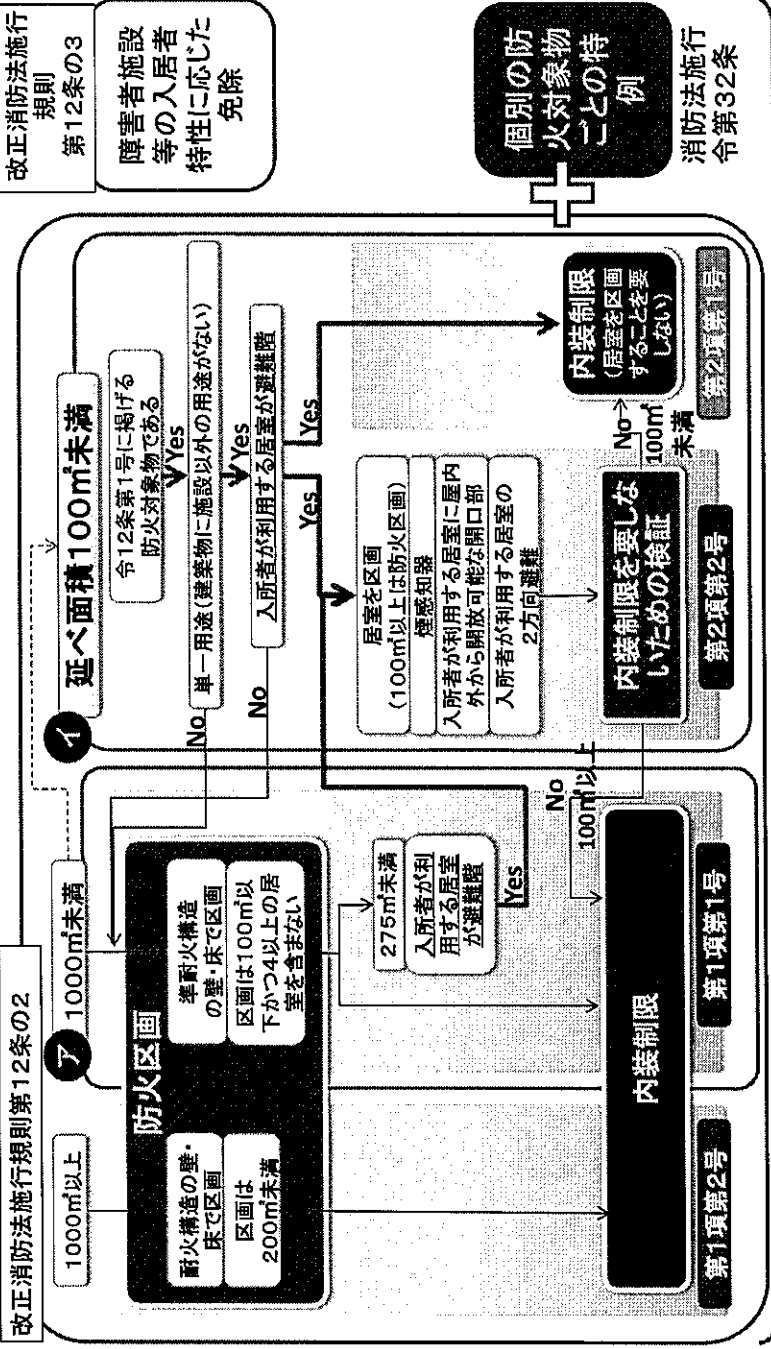 改正消防法施行規則第12条の2
1000㎡以上
ア
1000㎡未満
防火区画
耐火構造の壁・
床で区画
区画は
200㎡未満
準耐火構造
の壁・床で区画
区画は100㎡以
下かつ4以上の居
室を含まない
275㎡未満
入所者が利
用する居室
が避難階
Yes
内装制限
第1項第2号
第1項第1号
イ
延べ面積100㎡未満
令12条第1号に掲げる
防火対象物である
Yes
単一用途(建築物に施設以外の用途がない)
No
Yes
入所者が利用する居室が避難階
No
Yes
Yes
居室を区画
(100㎡以上は防火区画)
煙感知器
入所者が利用する居室に屋内
外から開放可能な開口部
入所者が利用する居室の
2方向避難
内装制限を要しな
いための検証
No
100㎡以上
No
100㎡
未満
第2項第2号
内装制限
(居室を区画
することを要
しない)
第2項第1号
改正消防法施行
規則
第12条の3
障害者施設
等の入居者
特性に応じた
免除
個別の防
火対象物
ごとの特
例
消防法施行
令第32条